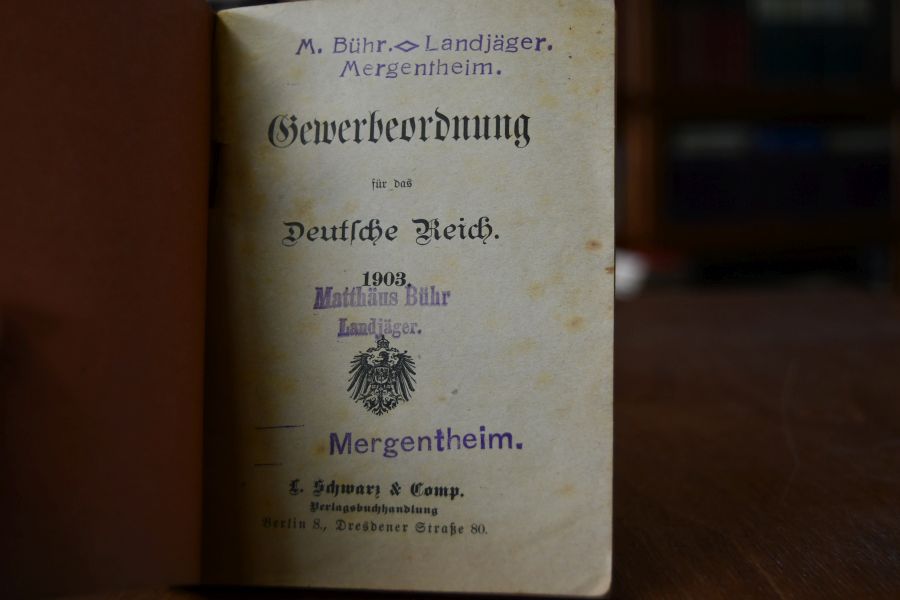 M. Bühr.◇Landjäger.
Mergentheim.
Gewerbeordnung
für das
Deutſche Reich.
1903.
Matthäus Bühr
Landjäger.
Mergentheim.
L. Schwarz & Comp.
Verlagsbuchhandlung
Berlin S., Dresdener Straße 80.